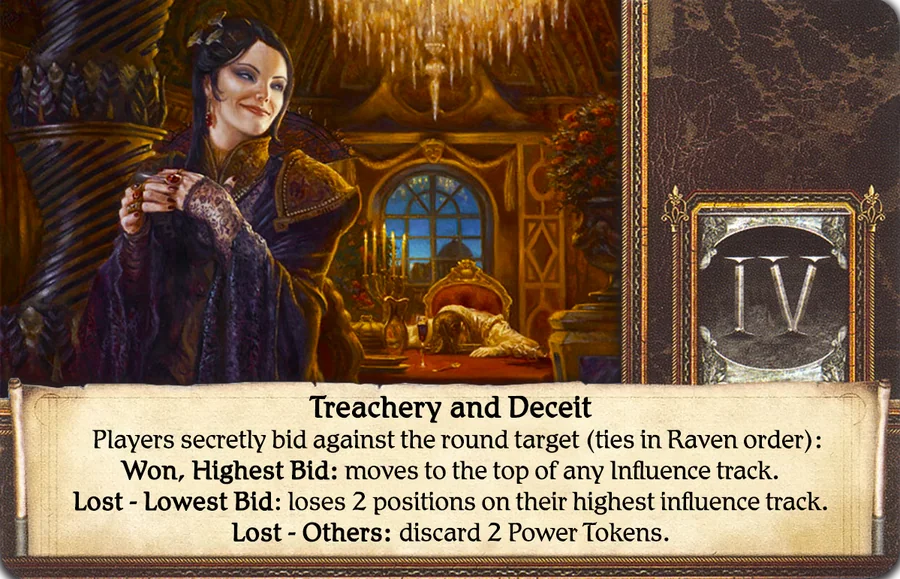 IV
Treachery and Deceit
Players secretly bid against the round target (ties in Raven order):
Won, Highest Bid: moves to the top of any Influence track.
Lost - Lowest Bid: loses 2 positions on their highest influence track.
Lost - Others: discard 2 Power Tokens.